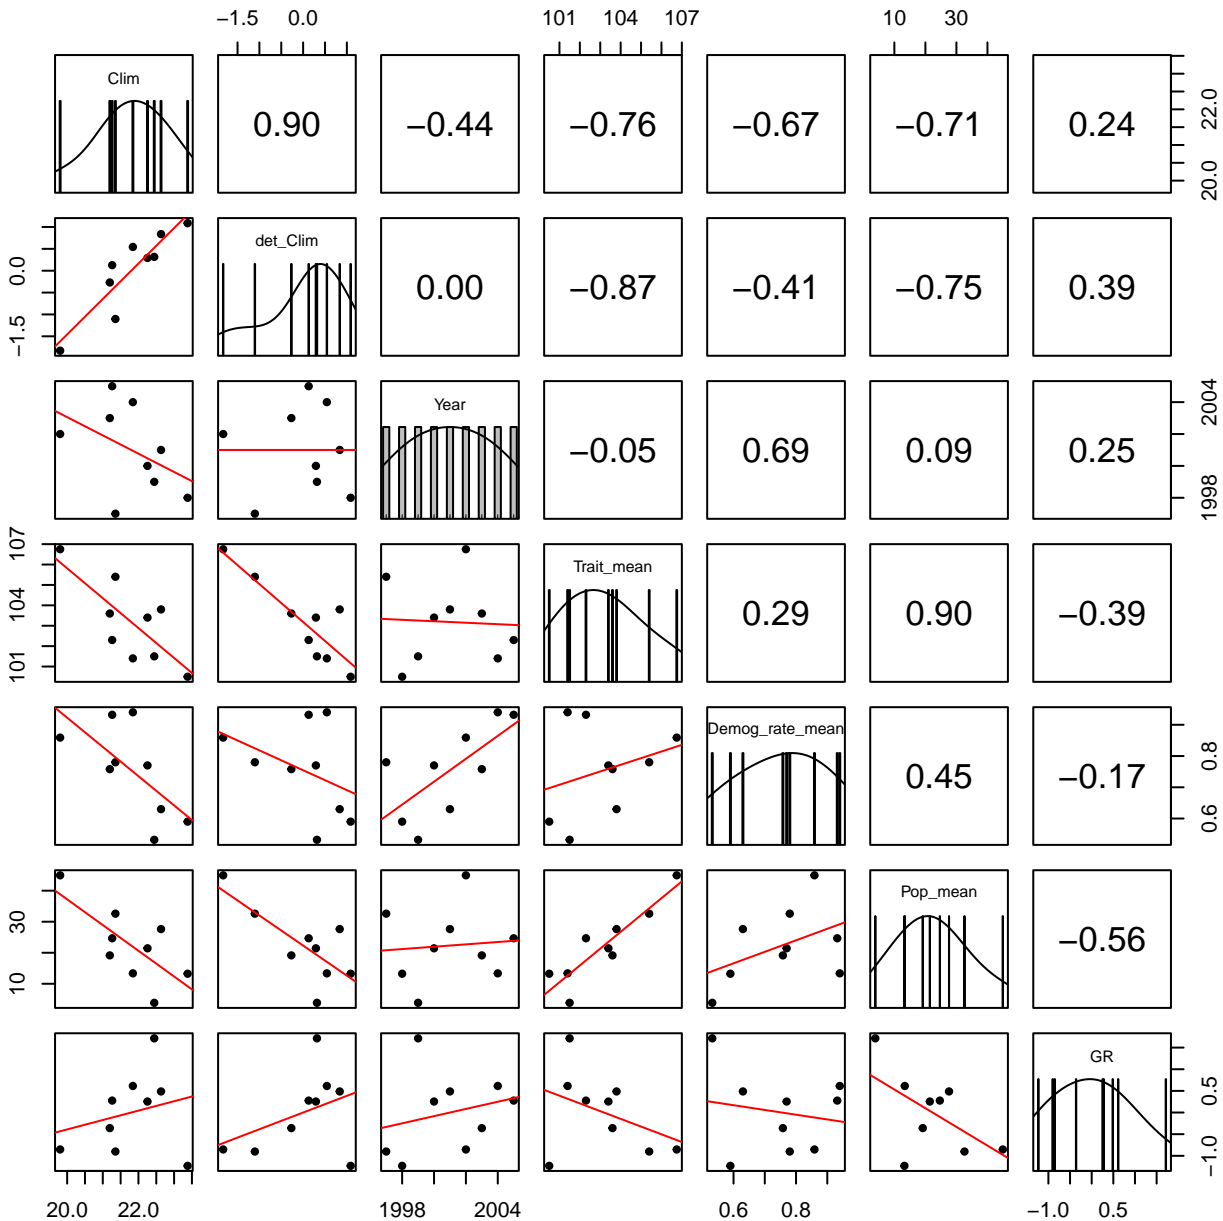 −1.5 0.0 101 104 107 10 30
Clim 0.90 −0.44 −0.76 −0.67 −0.71 0.24 20.0 22.0
−1.5 0.0 det_Clim 0.00 −0.87 −0.41 −0.75 0.39
Year −0.05 0.69 0.09 0.25 1998 2004
101 104 107 Trait_mean 0.29 0.90 −0.39
Demog_rate_mean 0.45 −0.17 0.6 0.8
10 30 Pop_mean −0.56
GR −1.0 0.5
20.0 22.0 1998 2004 0.6 0.8 −1.0 0.5